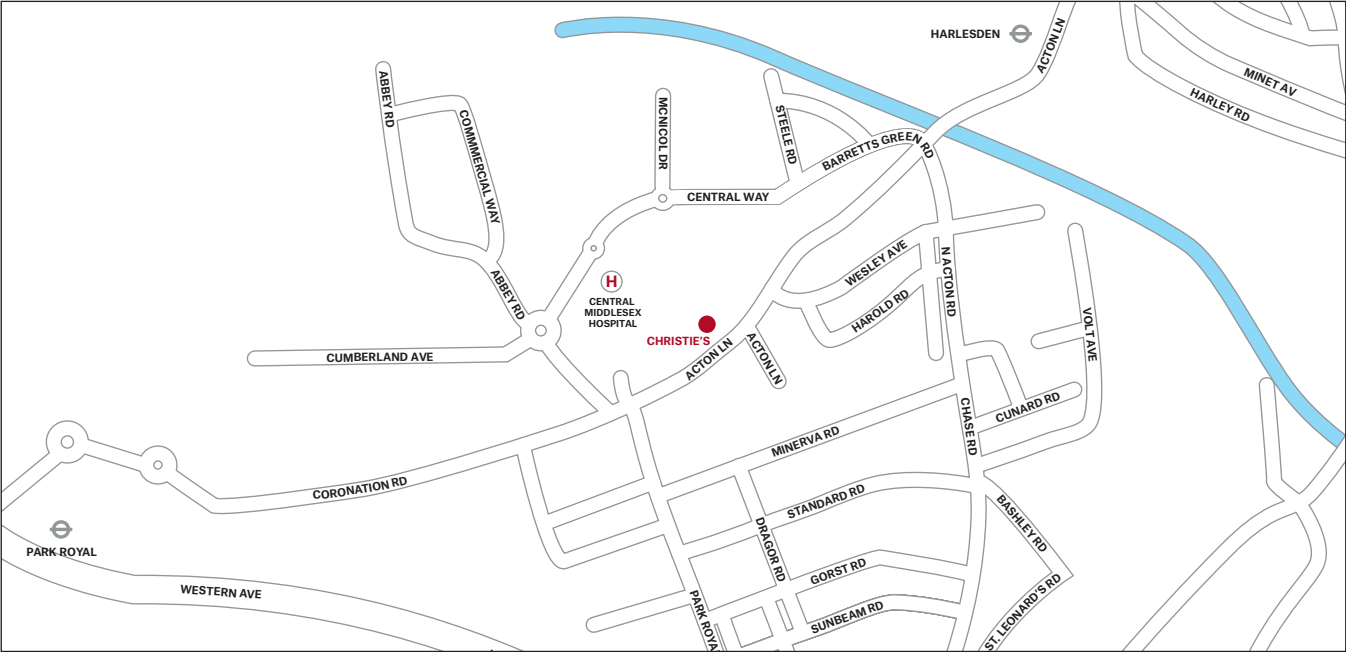 HARLESDEN
ACTON LN
MINET AV
HARLEY RD
ABBEY RD
COMMMERCIAL WAY
MCNICOL DR
STEELE RD
BARRETTS GREEN RD
CENTRAL WAY
WESLEY AVE
N ACTON RD
HAROLD RD
ABBEY RD
H
CENTRAL
MIDDLESEX
HOSPITAL
CHRISTIE'S
ACTON LN
ACTON LN
VOLT AVE
CUMBERLAND AVE
CUNARD RD
CHASE RD
MINERVA RD
CORONATION RD
STANDARD RD
BASHLEY RD
DRAGOR RD
PARK ROYAL
GORST RD
WESTERN AVE
PARK ROYAL
SUNBEAM RD
ST. LEONARD'S RD